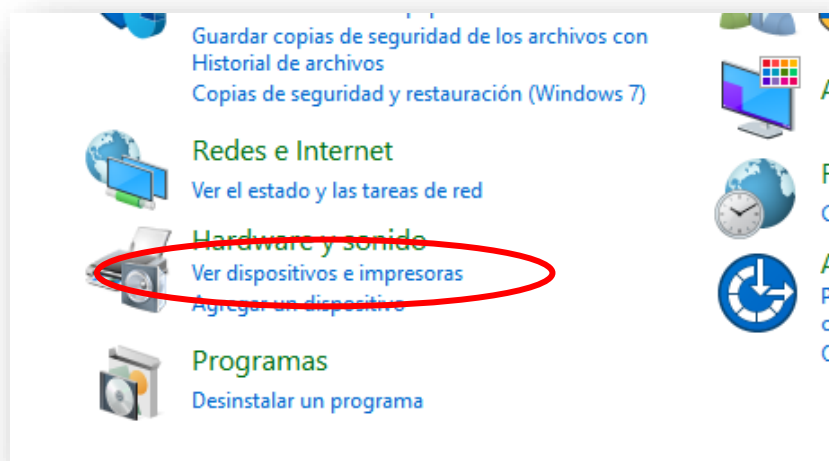 Guardar copias de seguridad de los archivos con
Historial de archivos
Copias de seguridad y restauración (Windows 7)
Redes e Internet
Ver el estado y las tareas de red
Hardware y sonido
Ver dispositivos e impresoras
Agregar un dispositivo
Programas
Desinstalar un programa